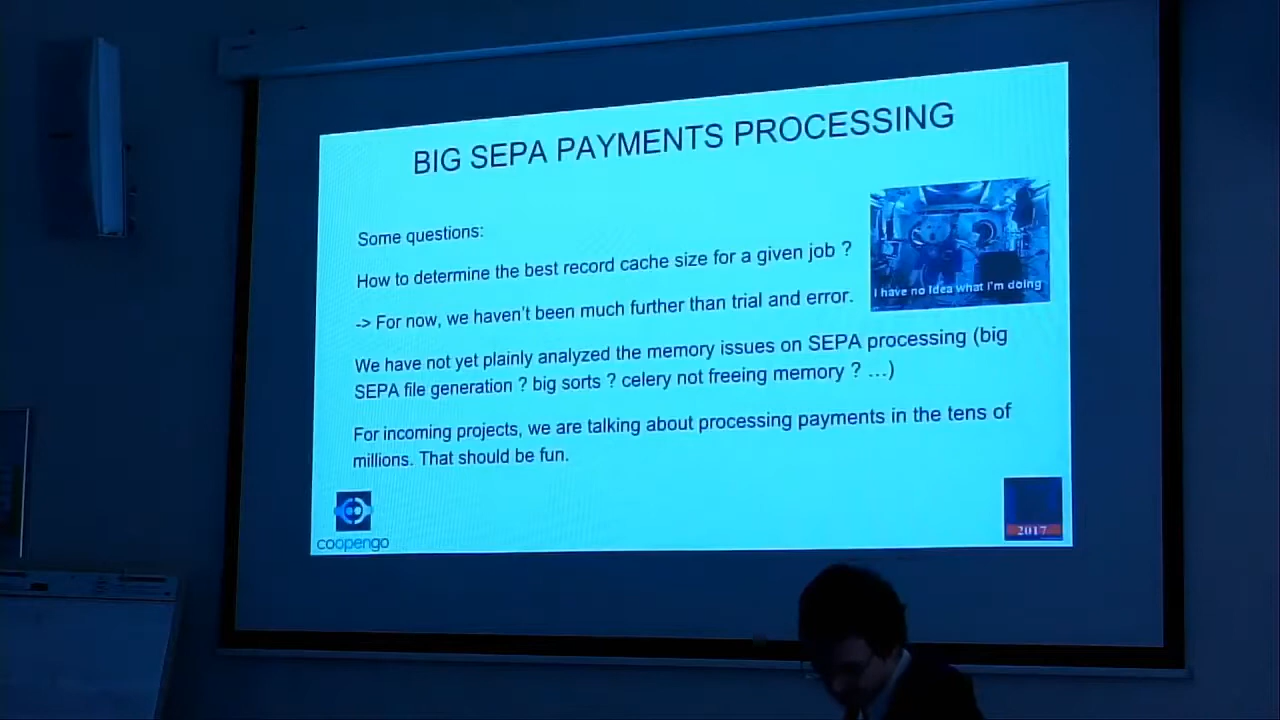 BIG SEPA PAYMENTS PROCESSING
Some questions:
How to determine the best record cache size for a given job ?
-> For now, we haven't been much further than trial and error.
I have no Idea what I'm doing
We have not yet plainly analyzed the memory issues on SEPA processing (big
SEPA file generation ? big sorts ? celery not freeing memory ? ...)
For incoming projects, we are talking about processing payments in the tens of
millions. That should be fun.
coopengo
2017